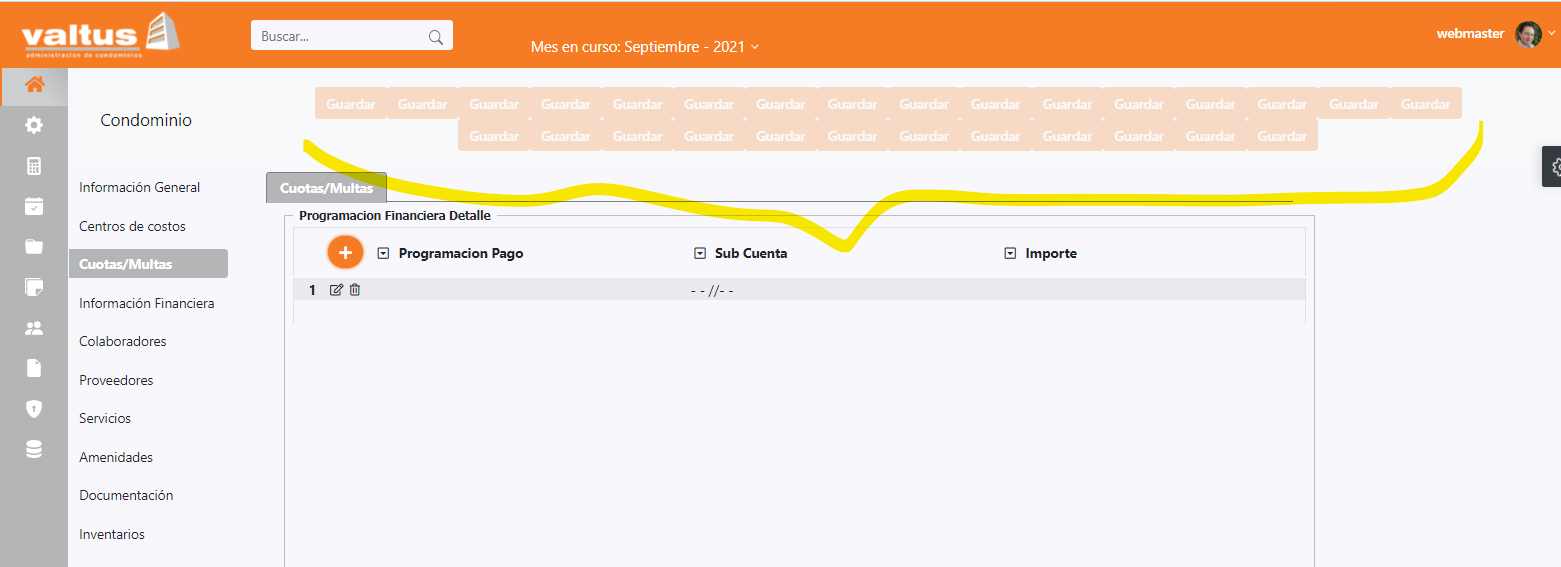 valtus
administración de condominios
Buscar...
Mes en curso: Septiembre - 2021
webmaster
Condominio
Guardar Guardar Guardar Guardar Guardar Guardar Guardar Guardar Guardar Guardar Guardar Guardar Guardar Guardar Guardar Guardar
Guardar Guardar Guardar Guardar Guardar Guardar Guardar Guardar Guardar Guardar Guardar Guardar
Información General
Centros de costos
Cuotas/Multas
Información Financiera
Colaboradores
Proveedores
Servicios
Amenidades
Documentación
Inventarios
Cuotas/Multas
Programacion Financiera Detalle
Programacion Pago Sub Cuenta Importe
1 - - //- -